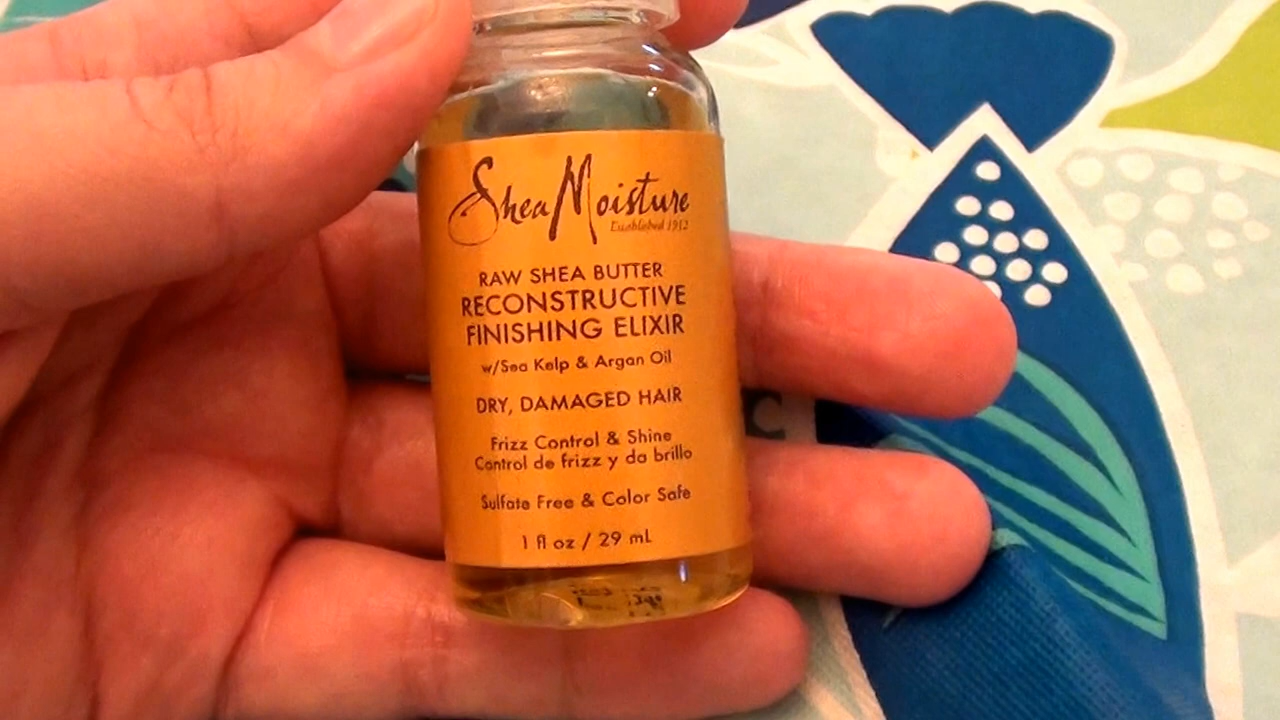 SheaMoisture
Established 1912
RAW SHEA BUTTER
RECONSTRUCTIVE
FINISHING ELIXIR
w/Sea Kelp & Argan Oil
DRY, DAMAGED HAIR
Frizz Control & Shine
Control de frizz y da brillo
Sulfate Free & Color Safe
1 fl oz / 29 mL